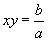 xy = b/a